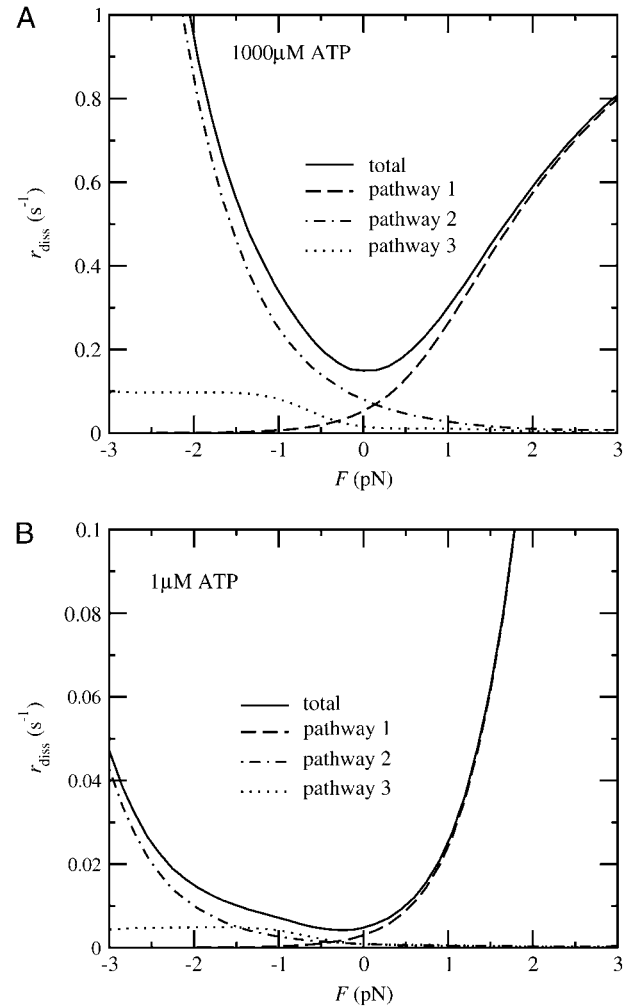 A
1000μM ATP
total
pathway 1
pathway 2
pathway 3
r_diss (s⁻¹)
1
0.8
0.6
0.4
0.2
0
-3 -2 -1 0 1 2 3
F (pN)
B
1μM ATP
total
pathway 1
pathway 2
pathway 3
r_diss (s⁻¹)
0.1
0.08
0.06
0.04
0.02
0
-3 -2 -1 0 1 2 3
F (pN)